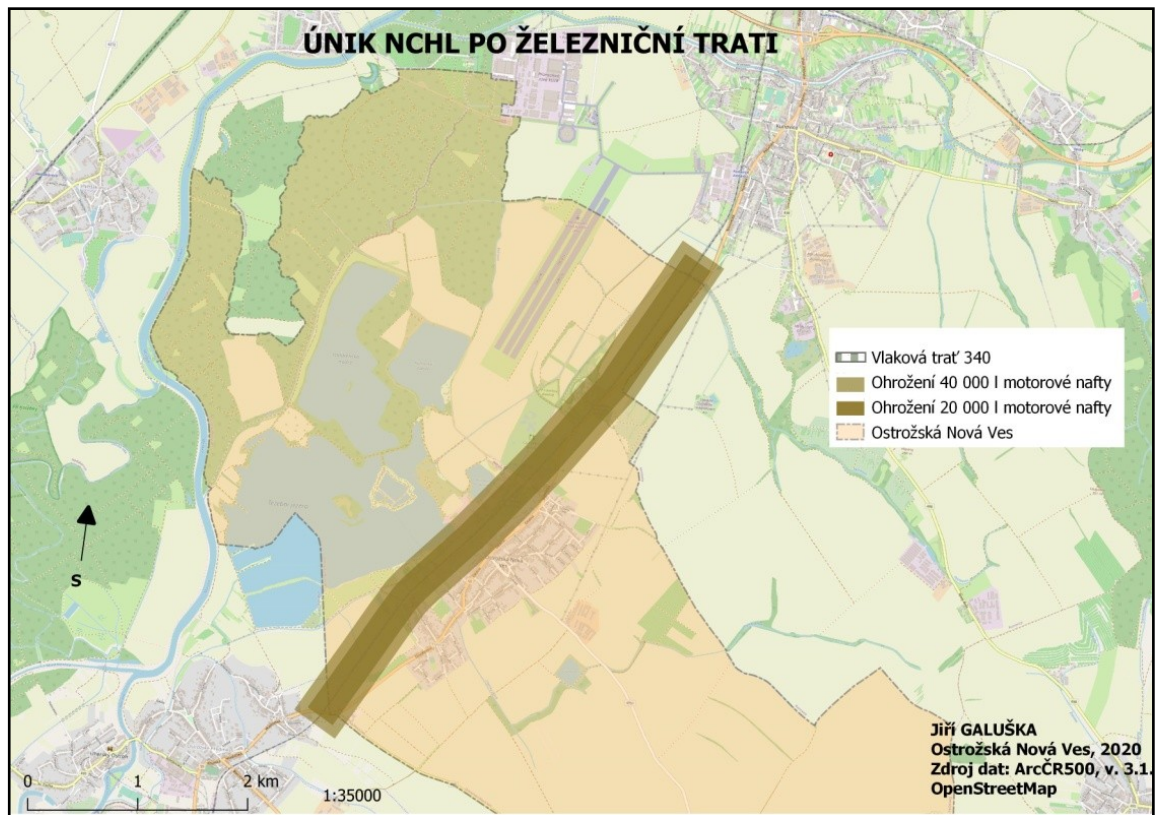 ÚNIK NCHL PO ŽELEZNIČNÍ TRATI
Vlaková trať 340
Ohrožení 40 000 l motorové nafty
Ohrožení 20 000 l motorové nafty
Ostrožská Nová Ves
S
Jiří GALUŠKA
Ostrožská Nová Ves, 2020
Zdroj dat: ArcČR500, v. 3.1.
OpenStreetMap
0 1 2 km
1:35000